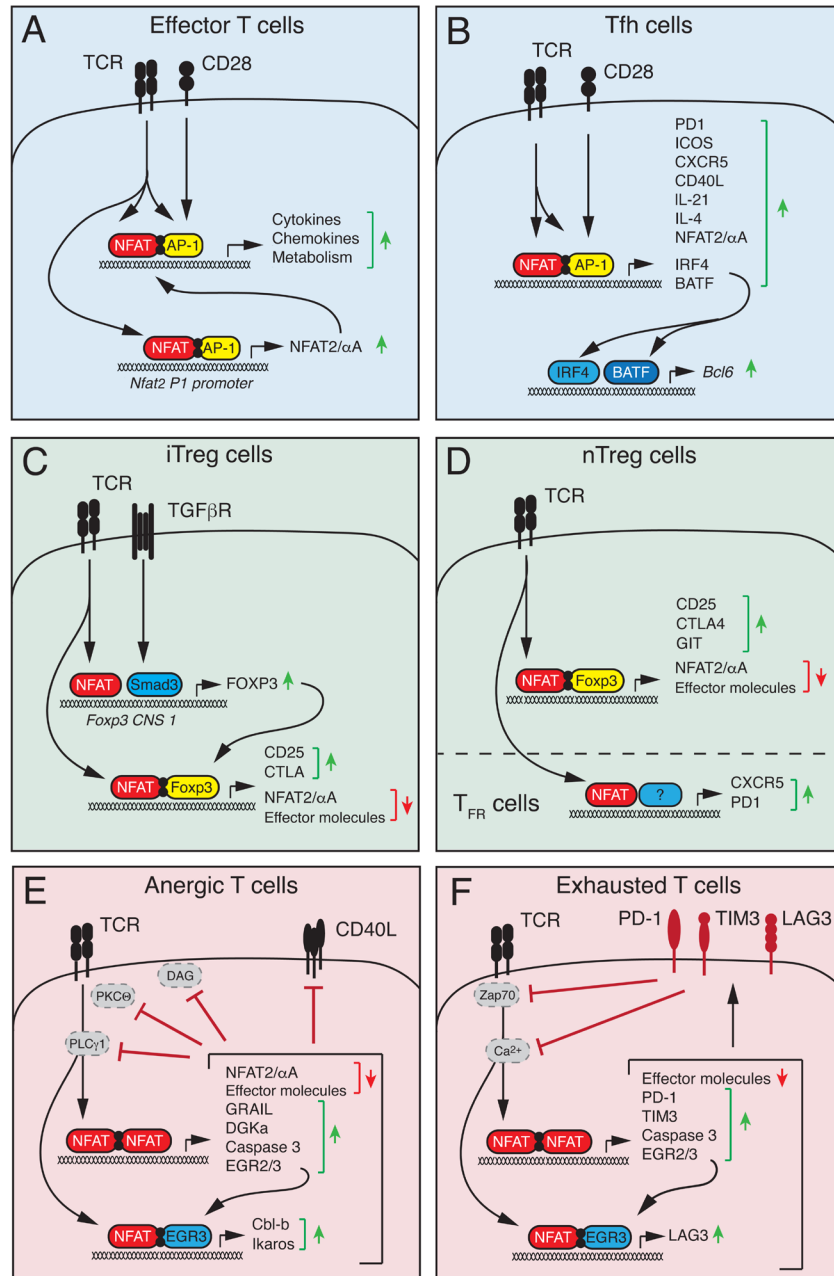 A
Effector T cells
TCR
CD28
NFAT
AP-1
Cytokines
Chemokines
Metabolism
NFAT
AP-1
NFAT2/αA
Nfat2 P1 promoter
B
Tfh cells
TCR
CD28
PD1
ICOS
CXCR5
CD40L
IL-21
IL-4
NFAT2/αA
NFAT
AP-1
IRF4
BATF
IRF4
BATF
Bcl6
C
iTreg cells
TCR
TGFβR
NFAT
Smad3
FOXP3
Foxp3 CNS 1
NFAT
Foxp3
CD25
CTLA
NFAT2/αA
Effector molecules
D
nTreg cells
TCR
CD25
CTLA4
GIT
NFAT
Foxp3
NFAT2/αA
Effector molecules
TFR cells
NFAT
?
CXCR5
PD1
E
Anergic T cells
TCR
CD40L
DAG
PKCΘ
PLCγ1
NFAT2/αA
Effector molecules
GRAIL
DGKa
Caspase 3
EGR2/3
NFAT
NFAT
NFAT
EGR3
Cbl-b
Ikaros
F
Exhausted T cells
TCR
PD-1
TIM3
LAG3
Zap70
Ca2+
Effector molecules
PD-1
TIM3
Caspase 3
EGR2/3
NFAT
NFAT
NFAT
EGR3
LAG3